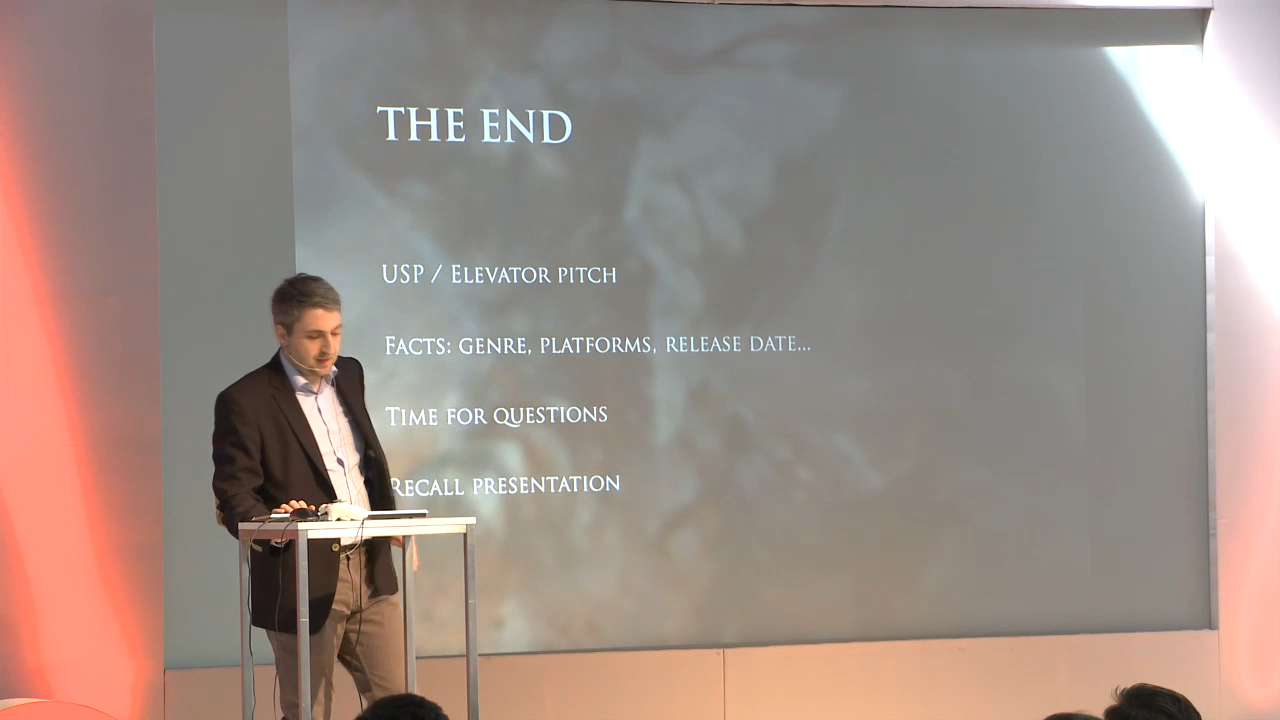 THE END
USP / ELEVATOR PITCH
FACTS: GENRE, PLATFORMS, RELEASE DATE...
TIME FOR QUESTIONS
RECALL PRESENTATION